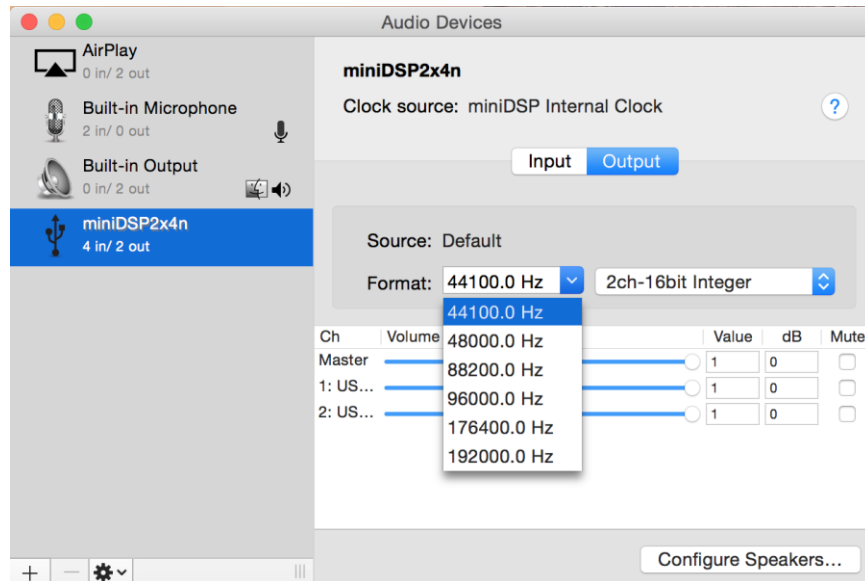 Audio Devices
AirPlay
0 in/ 2 out
Built-in Microphone
2 in/ 0 out
Built-in Output
0 in/ 2 out
miniDSP2x4n
4 in/ 2 out
miniDSP2x4n
Clock source: miniDSP Internal Clock
?
Input Output
Source: Default
Format: 44100.0 Hz 2ch-16bit Integer
44100.0 Hz
48000.0 Hz
88200.0 Hz
96000.0 Hz
176400.0 Hz
192000.0 Hz
Ch Volume Value dB Mute
Master 1 0
1: US... 1 0
2: US... 1 0
Configure Speakers...